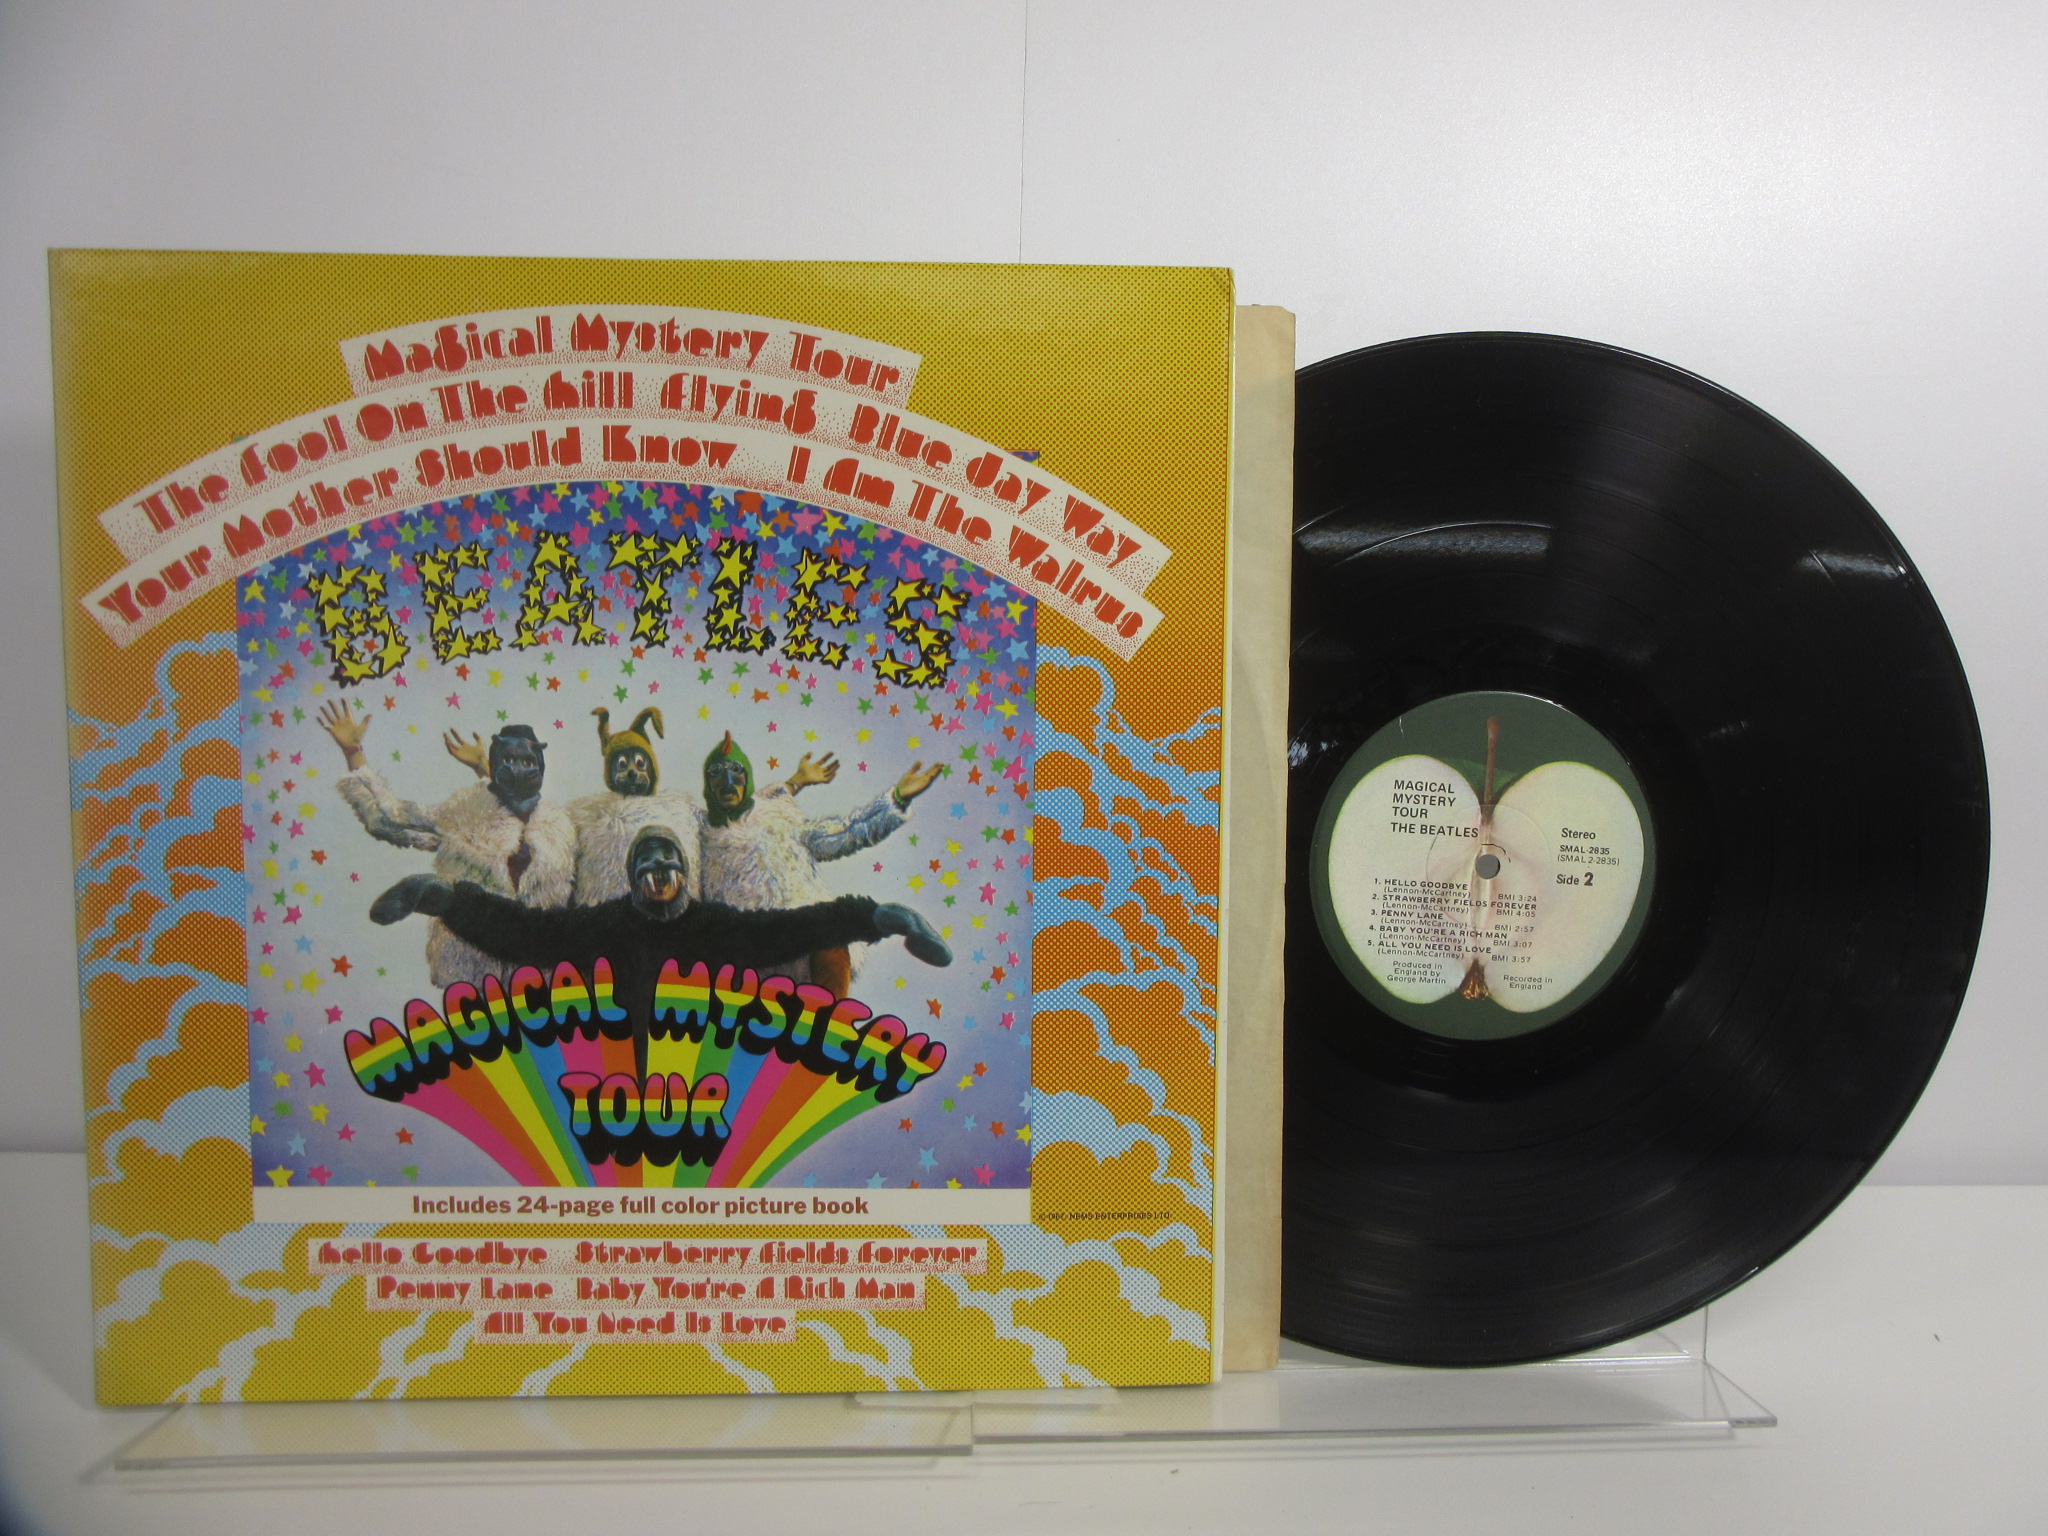 Magical Mystery Tour
The Fool On The Hill Flying Blue Jay Way
Your Mother Should Know I Am The Walrus
BEATLES
MAGICAL MYSTERY
TOUR
Includes 24-page full color picture book
© 1967 NEMS ENTERPRISES LTD.
Hello Goodbye Strawberry Fields Forever
Penny Lane Baby You're A Rich Man
All You Need Is Love
MAGICAL
MYSTERY
TOUR
THE BEATLES
Stereo
SMAL-2835
(SMAL 2-2835)
Side 2
1. HELLO GOODBYE
(Lennon-McCartney) BMI 3:24
2. STRAWBERRY FIELDS FOREVER
(Lennon-McCartney) BMI 4:05
3. PENNY LANE
(Lennon-McCartney) BMI 2:57
4. BABY YOU'RE A RICH MAN
(Lennon-McCartney) BMI 3:07
5. ALL YOU NEED IS LOVE
(Lennon-McCartney) BMI 3:57
Produced in
England by
George Martin
Recorded in
England